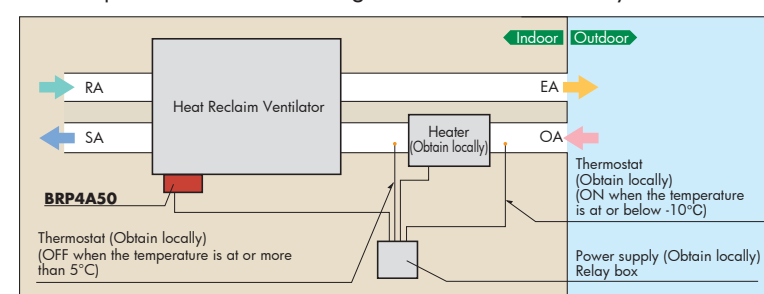 Indoor
Outdoor
RA
EA
Heat Reclaim Ventilator
SA
Heater
(Obtain locally)
OA
BRP4A50
Thermostat
(Obtain locally)
(ON when the temperature
is at or below -10°C)
Thermostat (Obtain locally)
(OFF when the temperature is at or more
than 5°C)
Power supply (Obtain locally)
Relay box